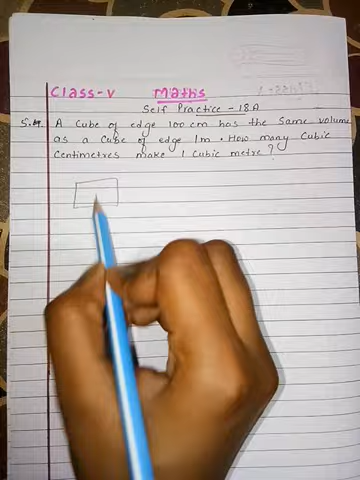 Class-V Maths
Self Practice - 18A
5. A Cube of edge 100 cm has the same volume
as a Cube of edge 1m. How many Cubic
Centimetres make 1 Cubic metre?